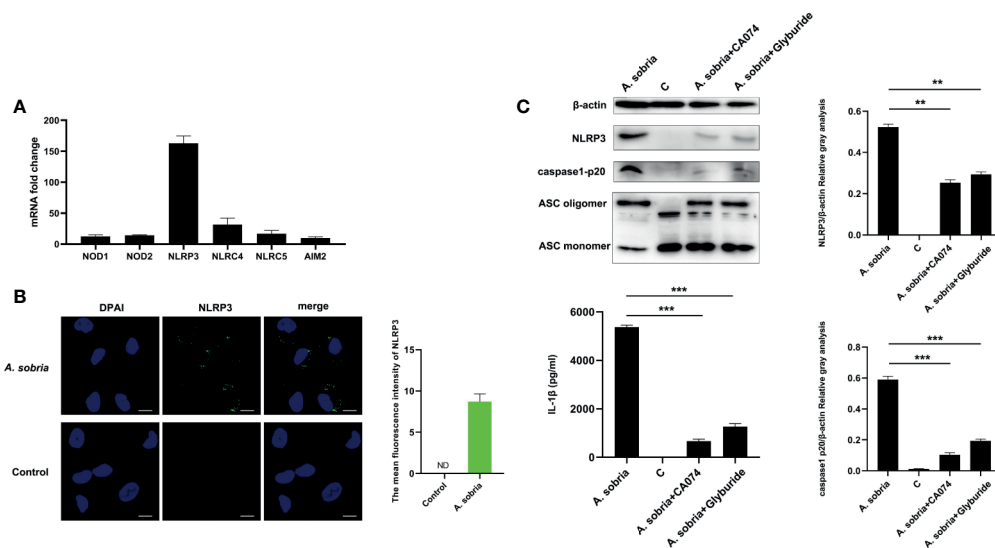 A
mRNA fold change
200
150
100
50
0
NOD1 NOD2 NLRP3 NLRC4 NLRC5 AIM2
B
DPAI NLRP3 merge
A. sobria
Control
The mean fluorescence intensity of NLRP3
15
10
5
0
ND
Control A. sobria
C
A. sobria C A. sobria+CA074 A. sobria+Glyburide
β-actin
NLRP3
caspase1-p20
ASC oligomer
ASC monomer
NLRP3/β-actin Relative gray analysis
0.6
0.4
0.2
0.0
**
**
A. sobria C A. sobria+CA074 A. sobria+Glyburide
IL-1β (pg/ml)
6000
4000
2000
0
***
***
A. sobria C A. sobria+CA074 A. sobria+Glyburide
caspase1 p20/β-actin Relative gray analysis
0.8
0.6
0.4
0.2
0.0
***
***
A. sobria C A. sobria+CA074 A. sobria+Glyburide